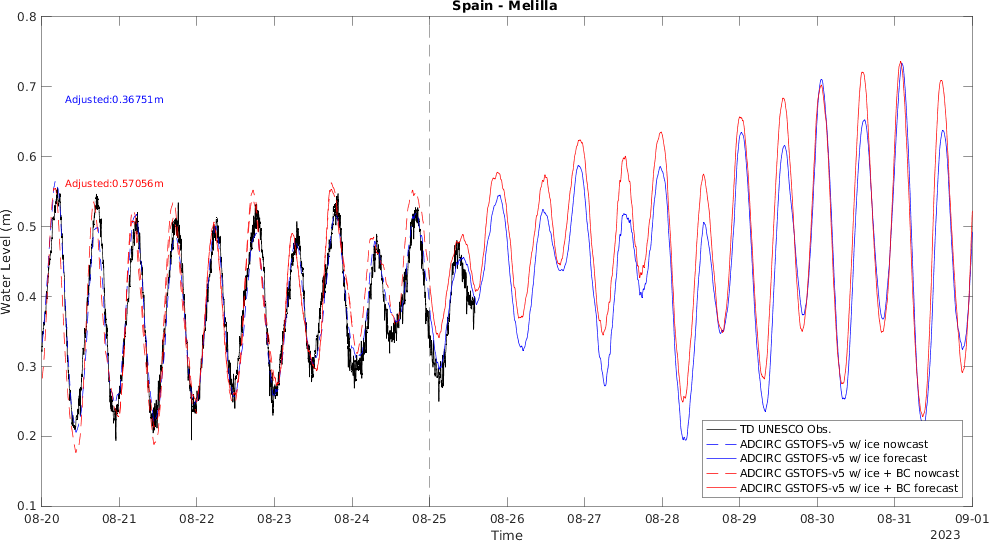 Spain - Melilla
0.8
0.7
0.6
0.5
0.4
0.3
0.2
0.1
Water Level (m)
Adjusted:0.36751m
Adjusted:0.57056m
TD UNESCO Obs.
ADCIRC GSTOFS-v5 w/ ice nowcast
ADCIRC GSTOFS-v5 w/ ice forecast
ADCIRC GSTOFS-v5 w/ ice + BC nowcast
ADCIRC GSTOFS-v5 w/ ice + BC forecast
08-20 08-21 08-22 08-23 08-24 08-25 08-26 08-27 08-28 08-29 08-30 08-31 09-01
Time
2023